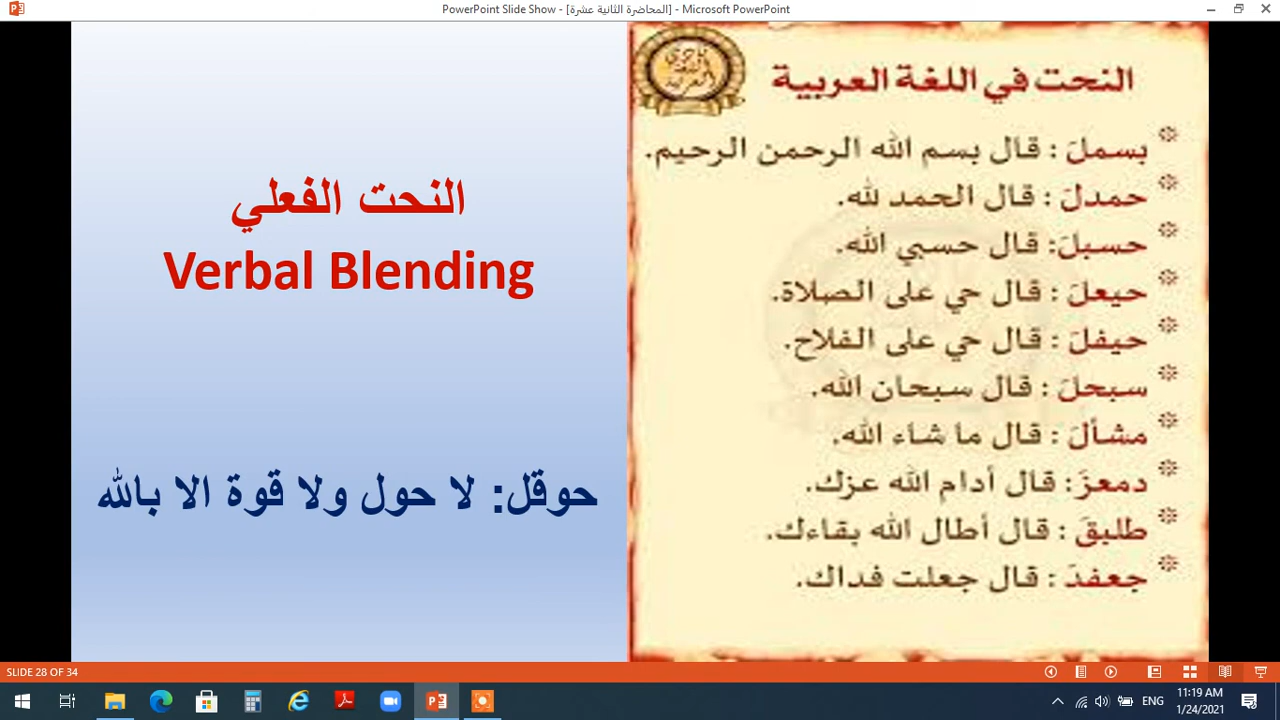 PowerPoint Slide Show - [المحاضرة الثانية عشرة] - Microsoft PowerPoint
النحت في اللغة العربية
بسملَ : قال بسم الله الرحمن الرحيم.
حمدلَ : قال الحمد لله.
حسبلَ: قال حسبي الله.
حيعلَ : قال حي على الصلاة.
حيفلَ : قال حي على الفلاح.
سبحلَ : قال سبحان الله.
مشألَ : قال ما شاء الله.
دمعزَ : قال أدام الله عزك.
طلبقَ : قال أطال الله بقاءك.
جعفدَ : قال جعلت فداك.
النحت الفعلي
Verbal Blending
حوقل: لا حول ولا قوة الا بالله
SLIDE 28 OF 34
ENG
11:19 AM
1/24/2021